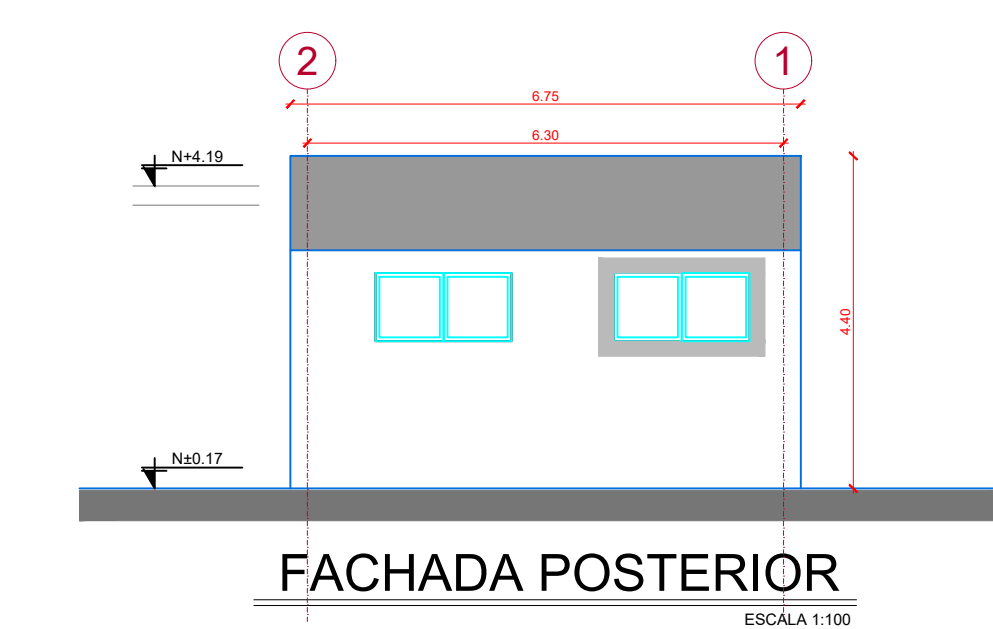 2 1
6.75
6.30
N+4.19
4.40
N±0.17
FACHADA POSTERIOR
ESCALA 1:100